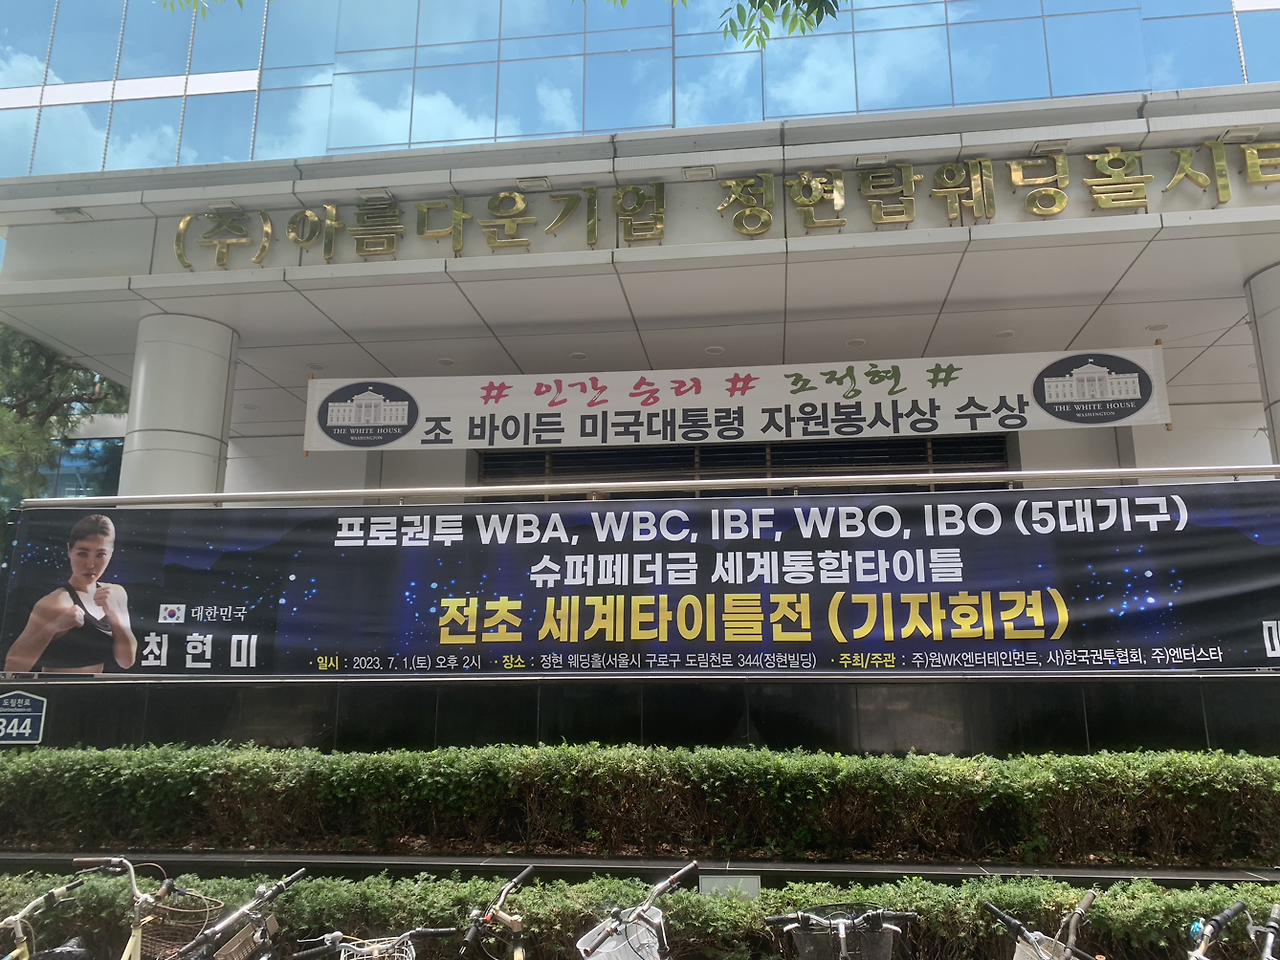 (주)아름다운기업 정현탑웨딩홀시티
# 인간 승리 # 조정현 #
조 바이든 미국대통령 자원봉사상 수상
THE WHITE HOUSE
WASHINGTON
THE WHITE HOUSE
WASHINGTON
프로권투 WBA, WBC, IBF, WBO, IBO (5대기구)
슈퍼페더급 세계통합타이틀
전초 세계타이틀전 (기자회견)
대한민국
최현미
· 일시 : 2023. 7. 1.(토) 오후 2시 · 장소 : 정현 웨딩홀(서울시 구로구 도림천로 344(정현빌딩) · 주최/주관 : 주)원WK엔터테인먼트, 사)한국권투협회, 주)엔터스타
도림천로
344